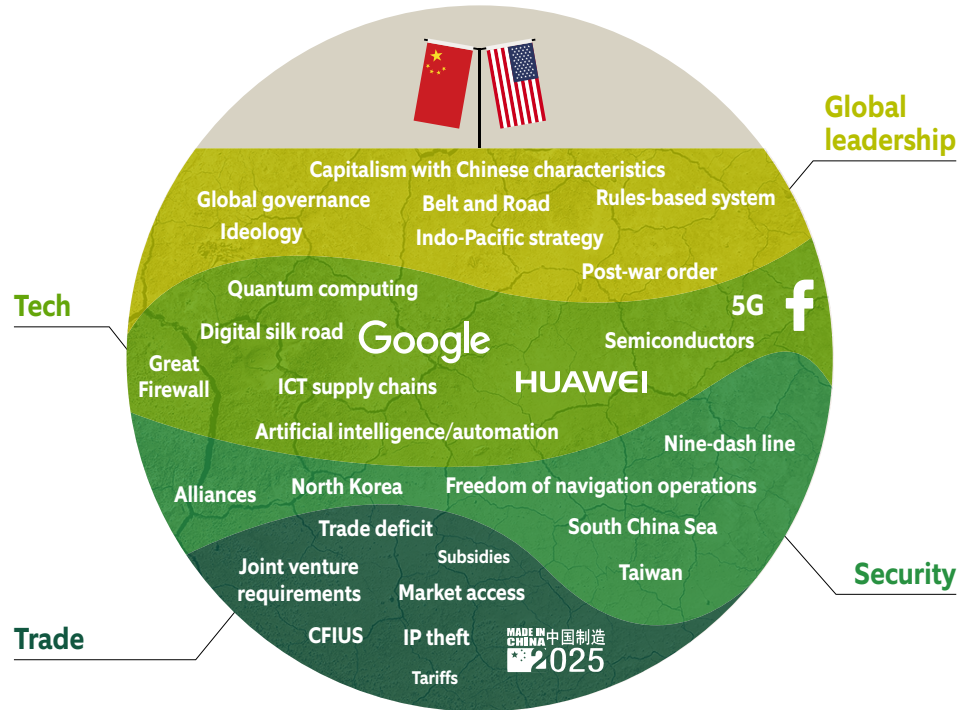 Global
leadership
Capitalism with Chinese characteristics
Global governance
Belt and Road
Rules-based system
Ideology
Indo-Pacific strategy
Post-war order
Tech
Quantum computing
5G
f
Digital silk road
Google
Semiconductors
Great
Firewall
ICT supply chains
HUAWEI
Artificial intelligence/automation
Security
Nine-dash line
Alliances
North Korea
Freedom of navigation operations
South China Sea
Taiwan
Trade
Trade deficit
Subsidies
Joint venture
requirements
Market access
CFIUS
IP theft
MADE IN
CHINA 中国制造
2025
Tariffs